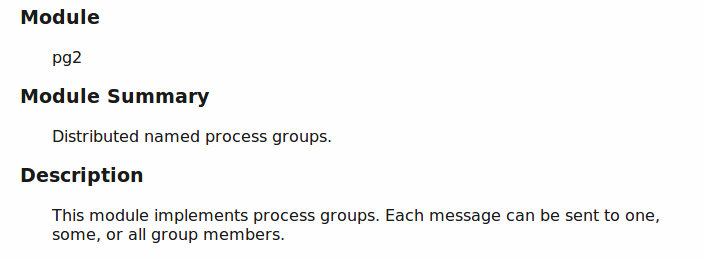 Module
pg2
Module Summary
Distributed named process groups.
Description
This module implements process groups. Each message can be sent to one,
some, or all group members.